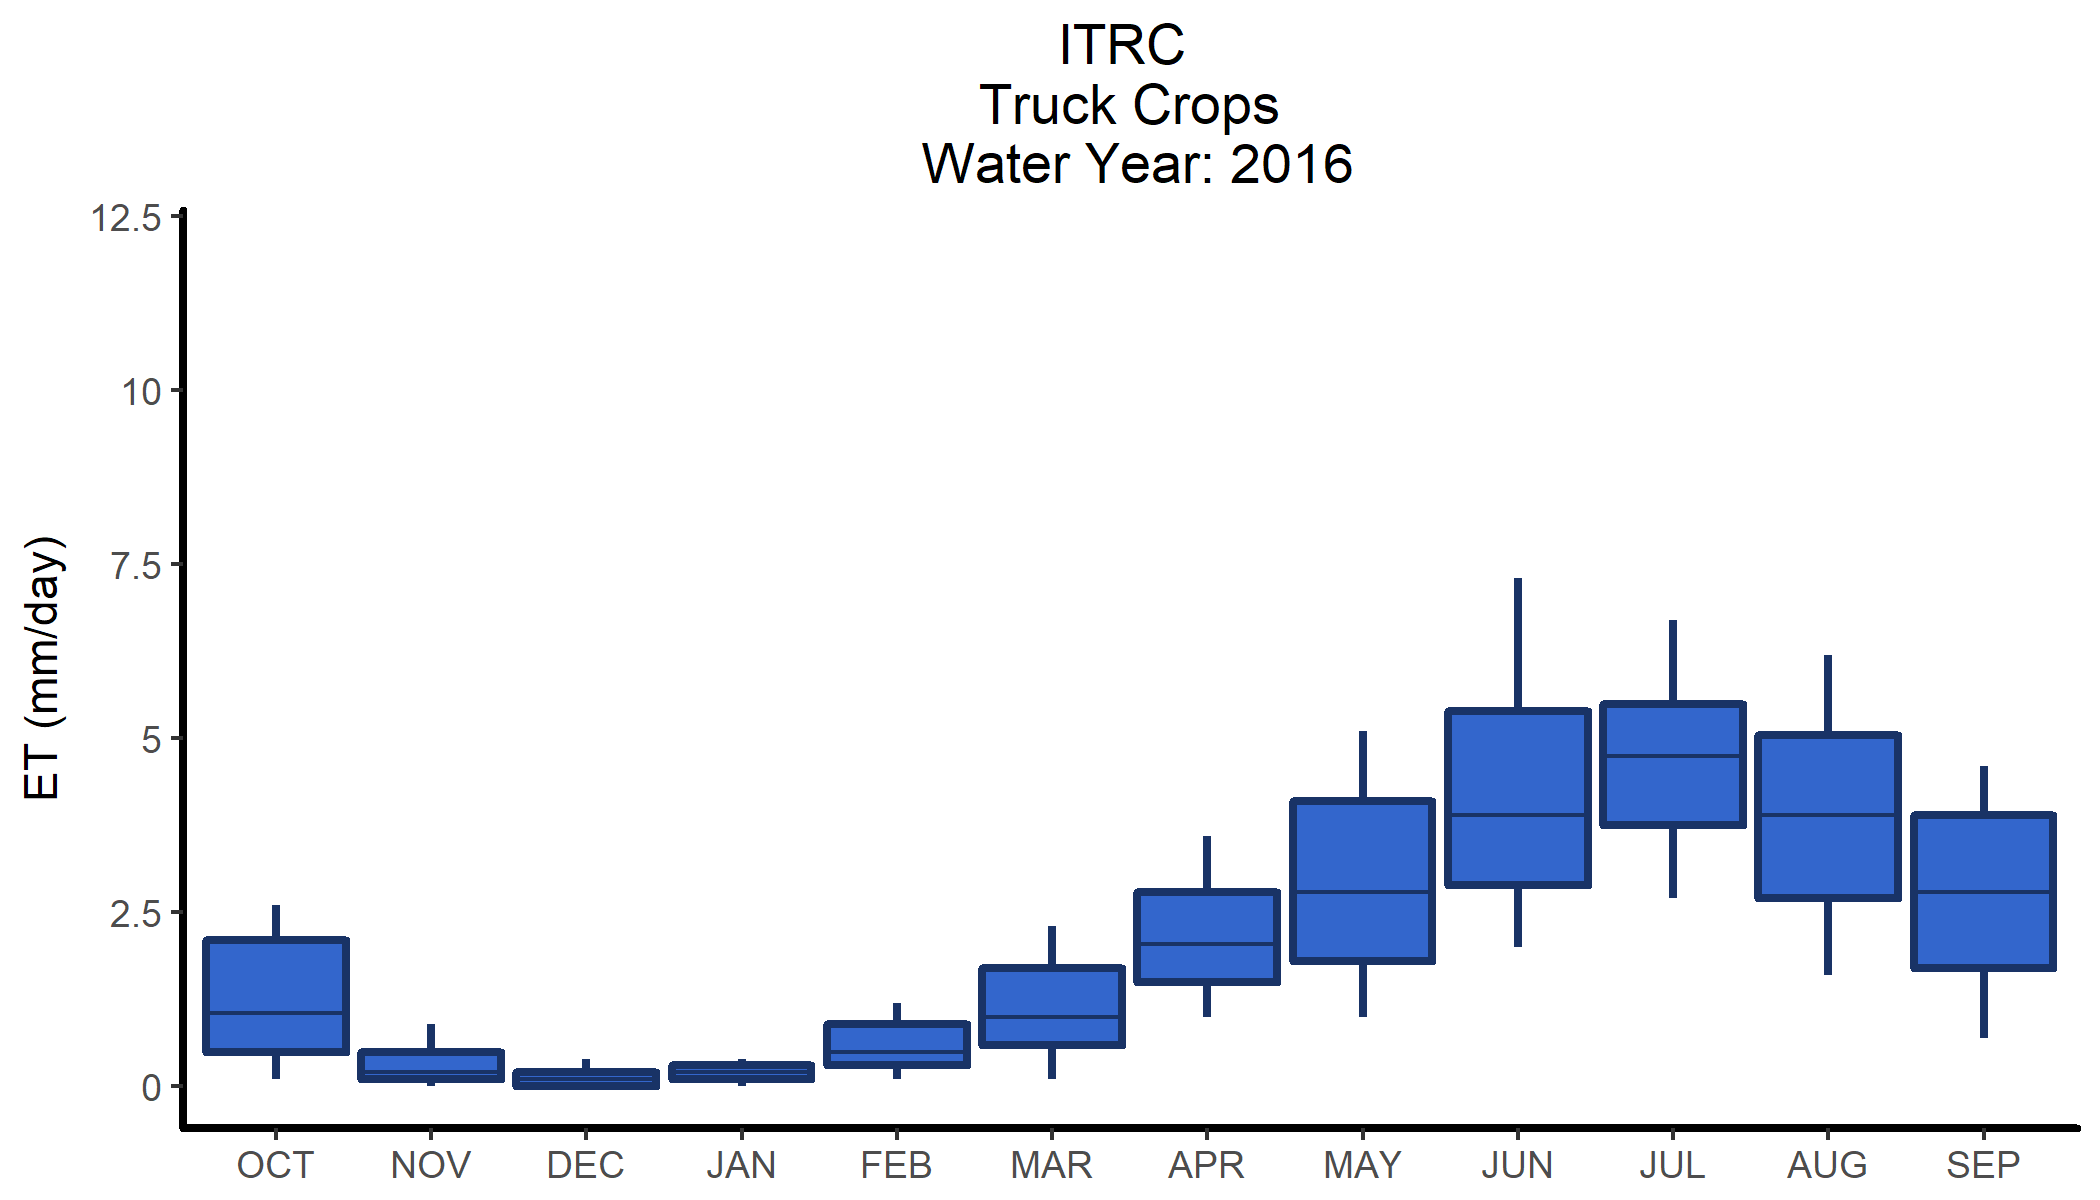 ITRC
Truck Crops
Water Year: 2016
12.5
10
7.5
5
2.5
0
ET (mm/day)
OCT NOV DEC JAN FEB MAR APR MAY JUN JUL AUG SEP